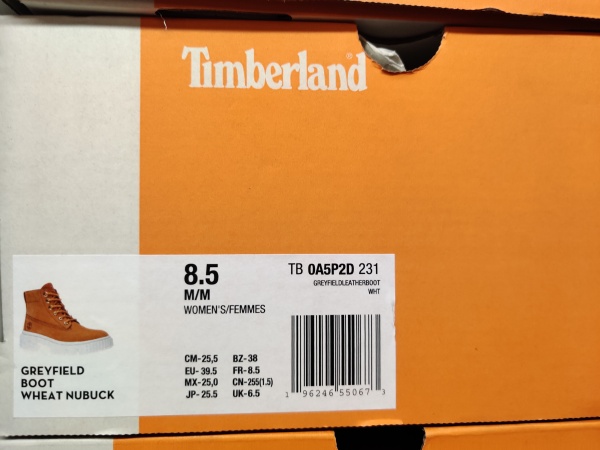 Timberland®
8.5
M/M
WOMEN'S/FEMMES
TB 0A5P2D 231
GREYFIELDLEATHERBOOT
WHT
GREYFIELD
BOOT
WHEAT NUBUCK
CM-25,5 BZ-38
EU- 39.5 FR-8.5
MX-25,0 CN-255(1.5)
JP- 25.5 UK-6.5
1 96246 55067 3